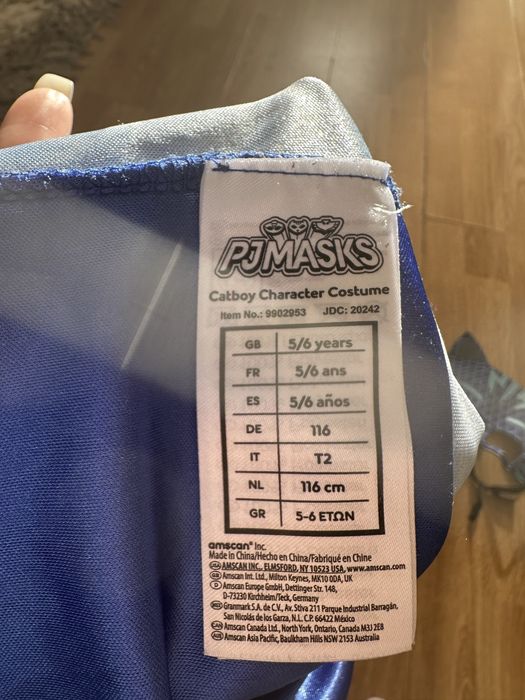 PJMASKS
Catboy Character Costume
Item No.: 9902953 JDC: 20242
GB 5/6 years
FR 5/6 ans
ES 5/6 años
DE 116
IT T2
NL 116 cm
GR 5-6 ΕΤΩΝ
amscan® Inc.
Made in China/Hecho en China/Fabriqué en Chine
USA AMSCAN INC., ELMSFORD, NY 10523 USA, www.amscan.com
GB Amscan Int. Ltd., Milton Keynes, MK10 0DA, UK
D Amscan Europe GmbH, Dettinger Str. 148,
D-73230 Kirchheim/Teck, Germany
MEX Granmark S.A. de C.V., Av. Stiva 211 Parque Industrial Barragán,
San Nicolás de los Garza, N.L. C.P. 66422 México
CAN Amscan Canada Ltd., North York, Ontario, Canada M3J 2E8
AUS Amscan Asia Pacific, Baulkham Hills NSW 2153 Australia